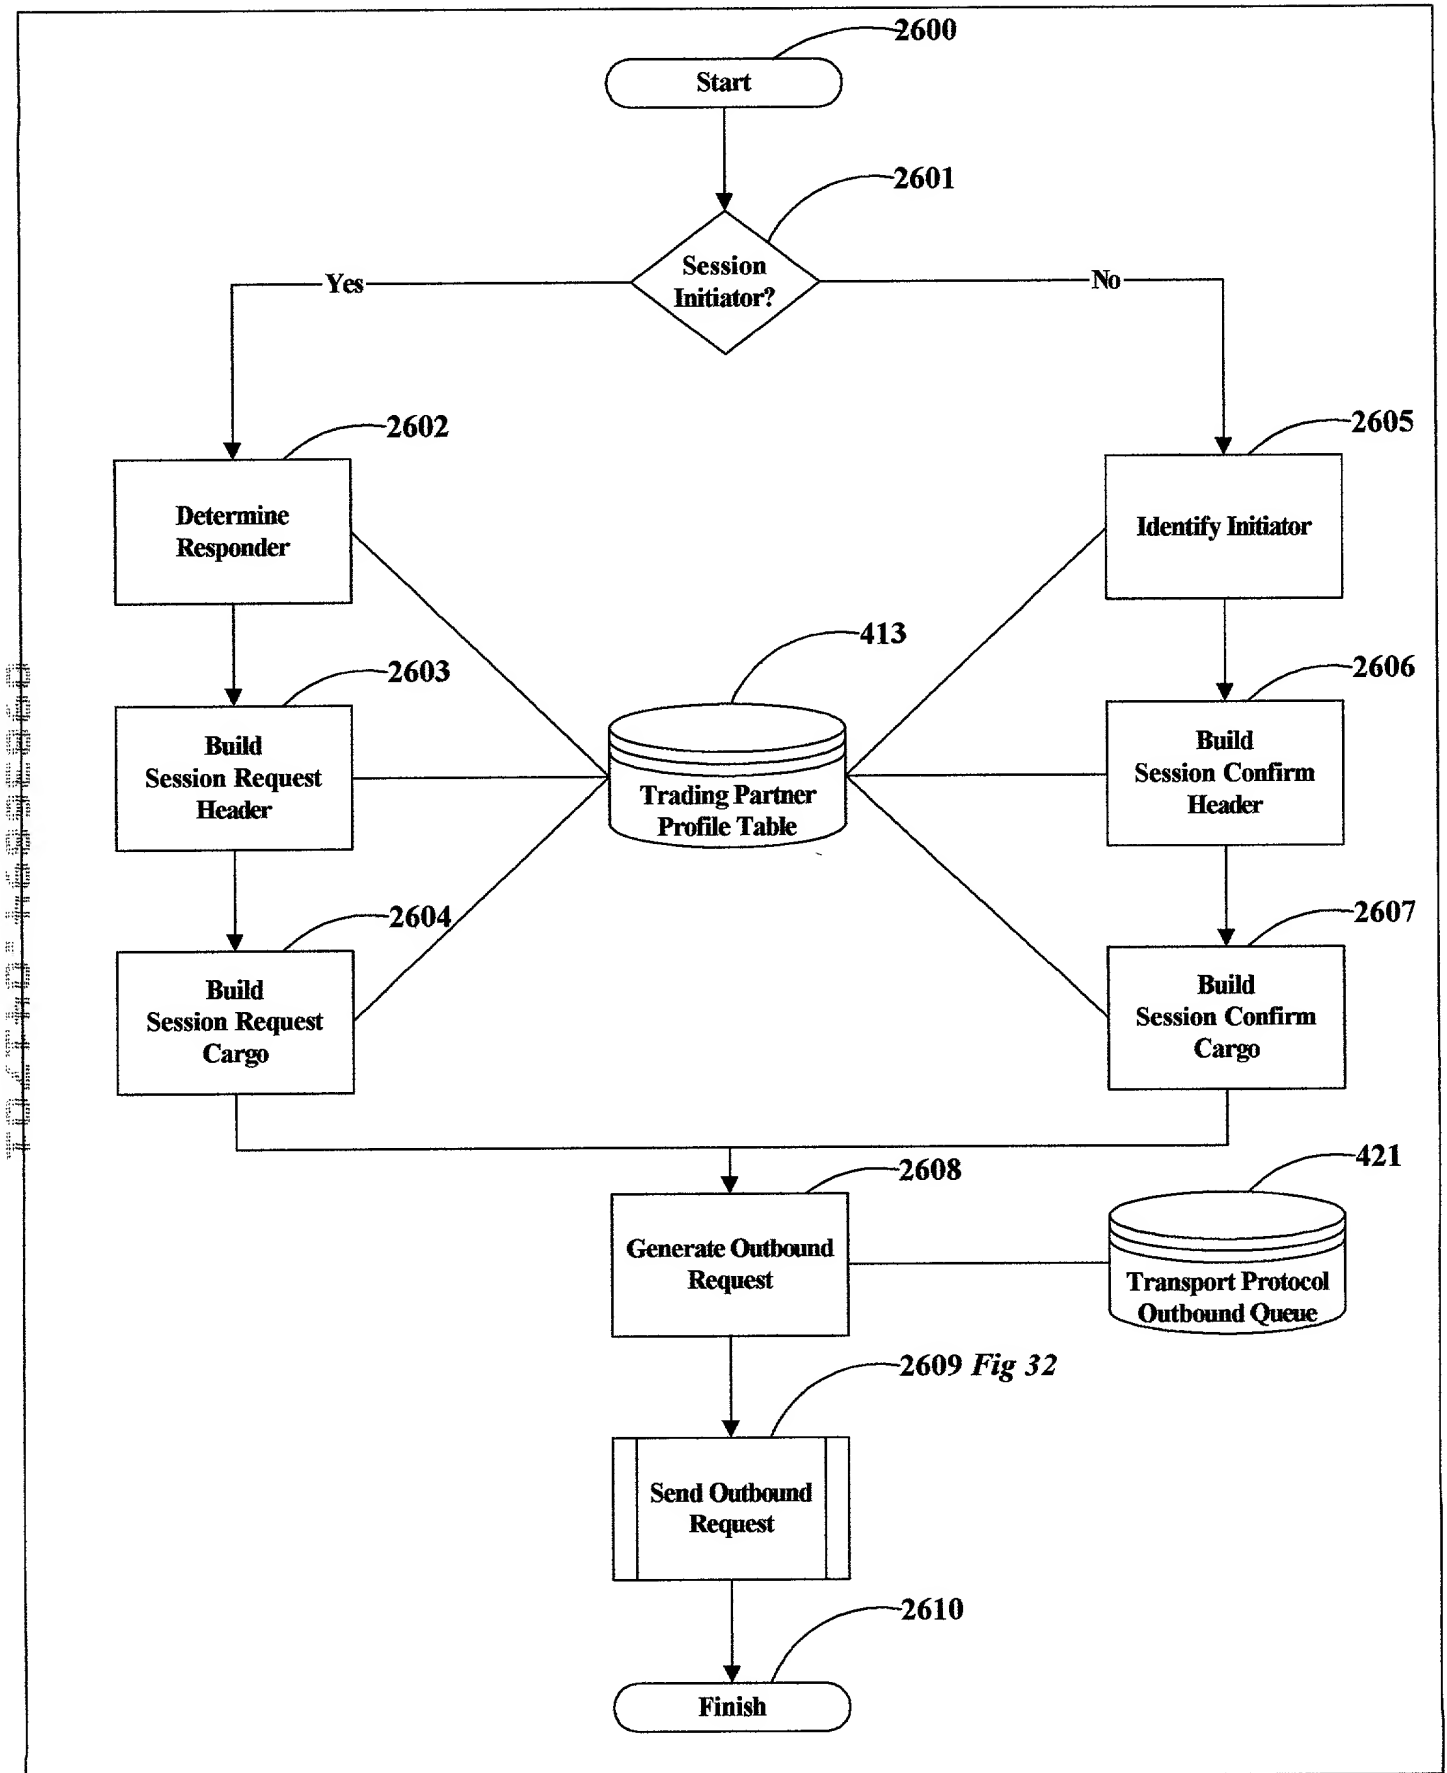 2600
Start
2601
Session
Initiator?
Yes
No
2602
2605
Determine
Responder
Identify Initiator
413
2603
2606
Build
Session Request
Header
Trading Partner
Profile Table
Build
Session Confirm
Header
2604
2607
Build
Session Request
Cargo
Build
Session Confirm
Cargo
2608
421
Generate Outbound
Request
Transport Protocol
Outbound Queue
2609 Fig 32
Send Outbound
Request
2610
Finish